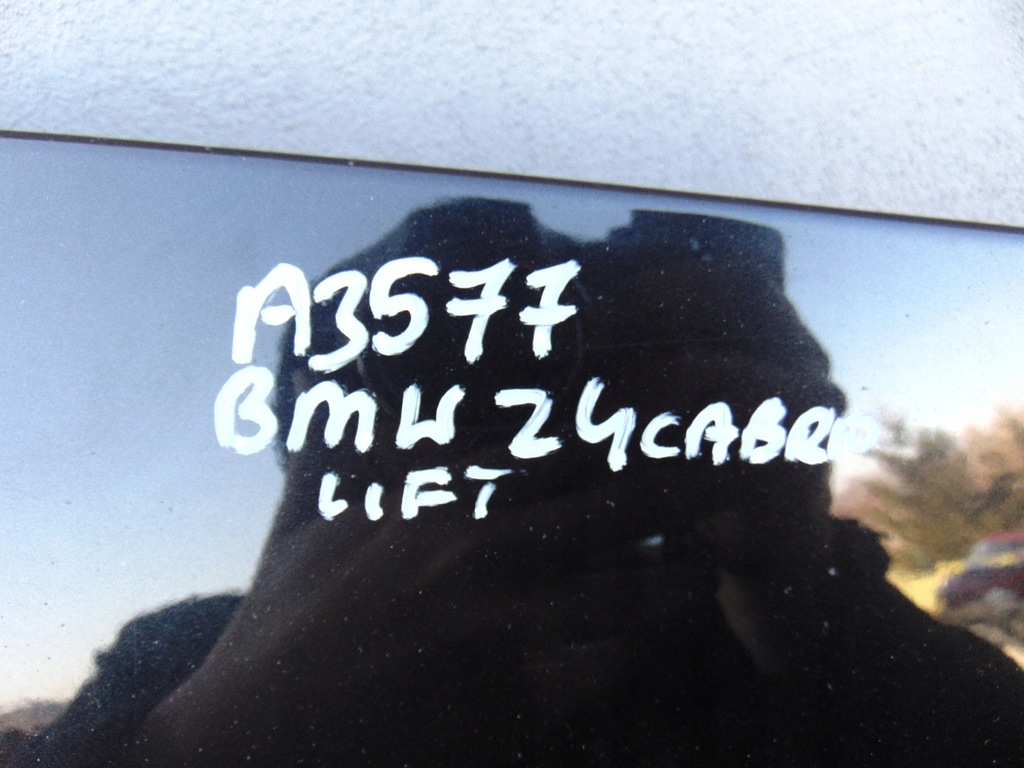 A3577
BMW Z4 CABRIO
LIFT